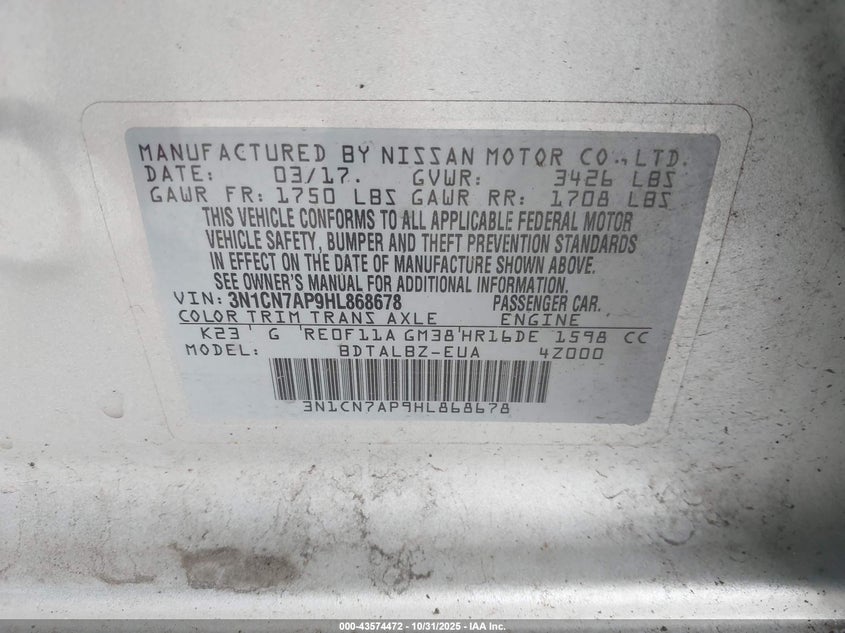 MANUFACTURED BY NISSAN MOTOR CO., LTD.
DATE: 03/17. GVWR: 3426 LBS
GAWR FR: 1750 LBS GAWR RR: 1708 LBS
THIS VEHICLE CONFORMS TO ALL APPLICABLE FEDERAL MOTOR
VEHICLE SAFETY, BUMPER AND THEFT PREVENTION STANDARDS
IN EFFECT ON THE DATE OF MANUFACTURE SHOWN ABOVE.
SEE OWNER'S MANUAL FOR ADDITIONAL INFORMATION.
VIN: 3N1CN7AP9HL868678 PASSENGER CAR.
COLOR TRIM TRANS AXLE ENGINE
K23 G RE0F11A GM38 HR16DE 1598 CC
MODEL: BDTALBZ-EUA 4Z000
3N1CN7AP9HL868678
000-43574472 - 10/31/2025 - IAA Inc.